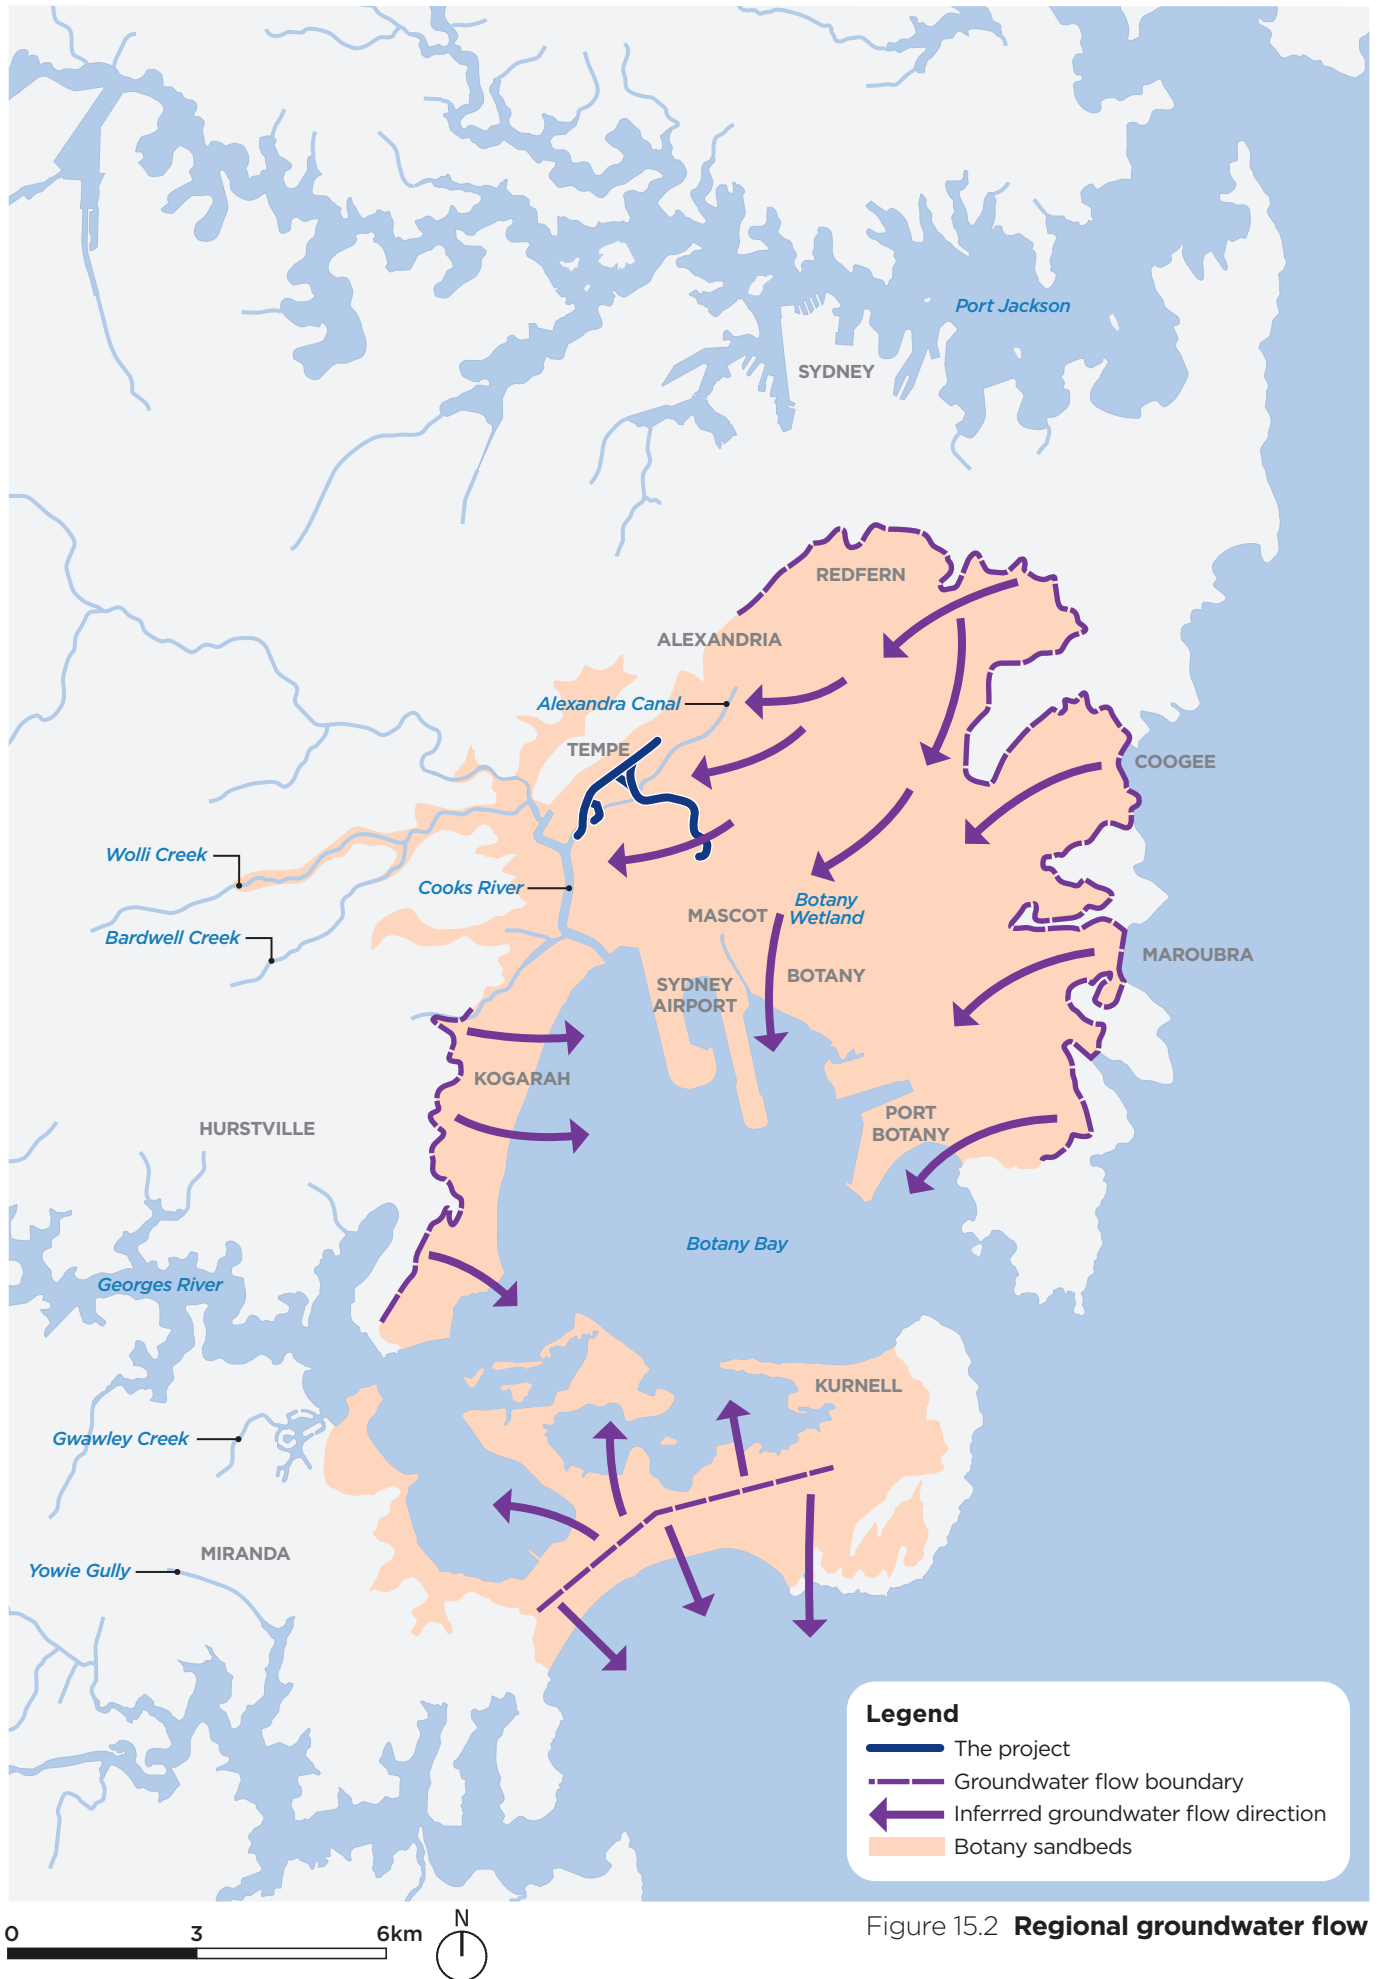 Port Jackson
SYDNEY
REDFERN
ALEXANDRIA
Alexandra Canal
TEMPE
COOGEE
Wolli Creek
Cooks River
Botany
Wetland
MASCOT
Bardwell Creek
MAROUBRA
BOTANY
SYDNEY
AIRPORT
KOGARAH
PORT
BOTANY
HURSTVILLE
Botany Bay
Georges River
KURNELL
Gwawley Creek
MIRANDA
Yowie Gully
Legend
The project
Groundwater flow boundary
Inferrred groundwater flow direction
Botany sandbeds
0 3 6km
N
Figure 15.2 Regional groundwater flow